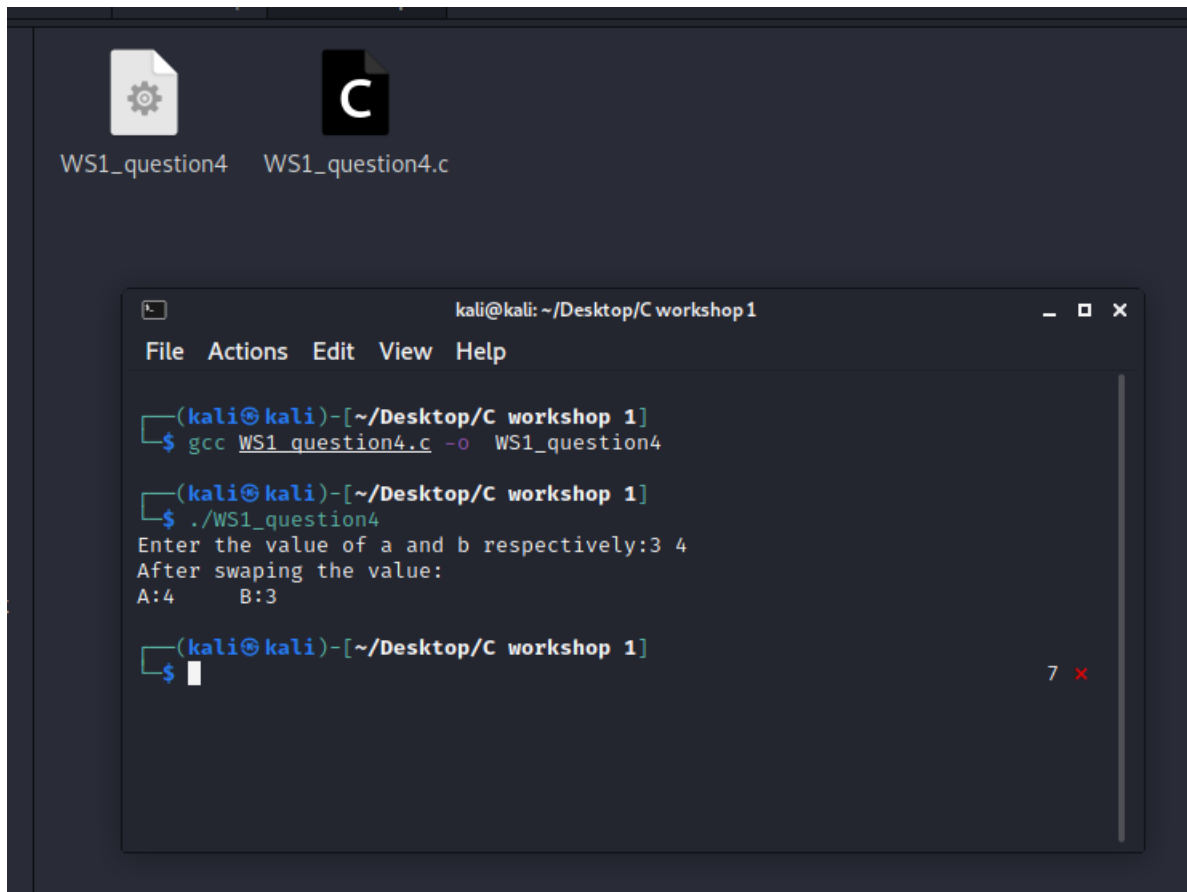 WS1_question4 WS1_question4.c
C
kali@kali: ~/Desktop/C workshop 1
File Actions Edit View Help
┌──(kali㉿kali)-[~/Desktop/C workshop 1]
└─$ gcc WS1_question4.c -o  WS1_question4
┌──(kali㉿kali)-[~/Desktop/C workshop 1]
└─$ ./WS1_question4
Enter the value of a and b respectively:3 4
After swaping the value:
A:4     B:3
┌──(kali㉿kali)-[~/Desktop/C workshop 1]
└─$ 7 ⨯